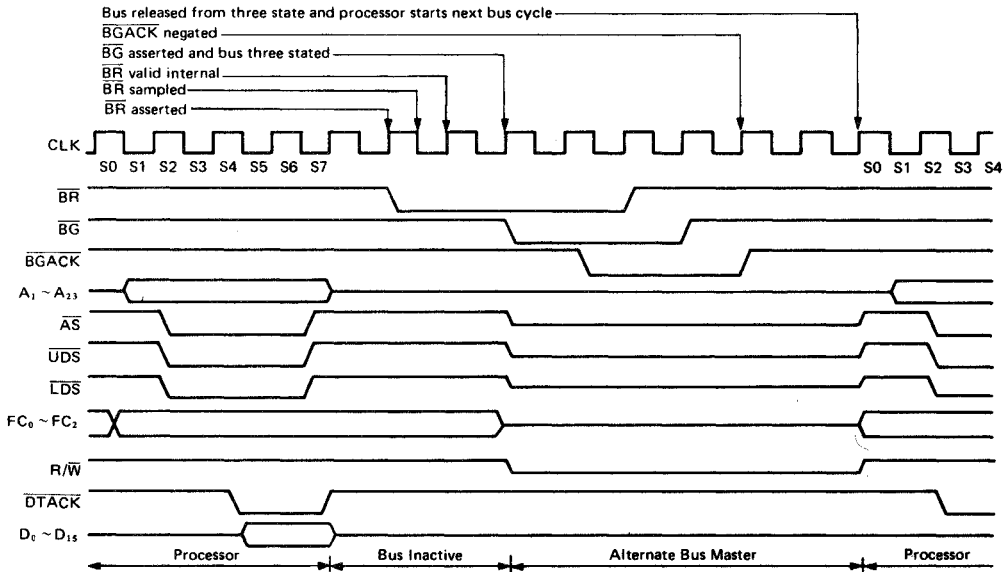 Bus released from three state and processor starts next bus cycle
BGACK negated
BG asserted and bus three stated
BR valid internal
BR sampled
BR asserted
CLK
S0 S1 S2 S3 S4 S5 S6 S7 S0 S1 S2 S3 S4
BR
BG
BGACK
A₁ ~ A₂₃
AS
UDS
LDS
FC₀ ~ FC₂
R/W
DTACK
D₀ ~ D₁₅
Processor Bus Inactive Alternate Bus Master Processor